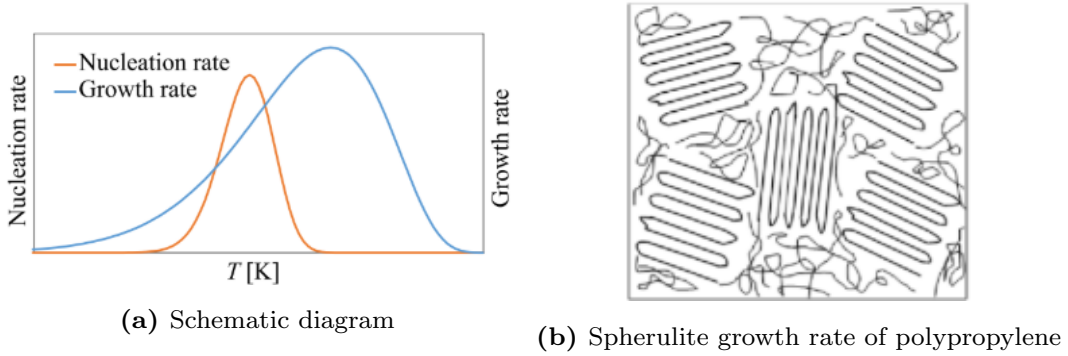 Nucleation rate
Growth rate
Nucleation rate
Growth rate
T [K]
(a) Schematic diagram
(b) Spherulite growth rate of polypropylene